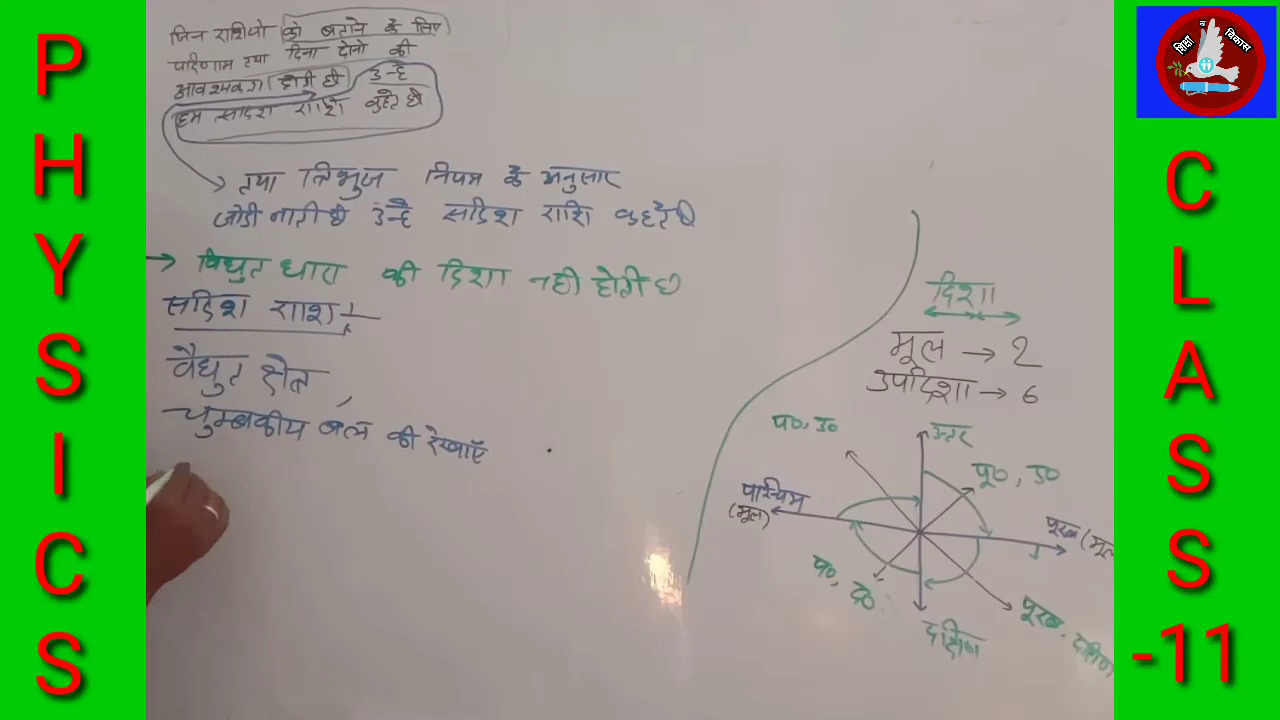 PHYSICS
जिन राशियो को बताने के लिए
परिणाम तथा दिशा दोनो की
आवश्यकता होती है। उन्हे
हम सदिश राशि कहते है।
→ तथा त्रिभुज नियम के अनुसार
जोडी जाती है उन्हे सदिश राशि कहते है
→ विधुत धारा की दिशा नही होती है
सदिश राशि
वैधुत क्षेत्र,
चुम्बकीय बल की रेखाएँ
दिशा
मूल → 2
उपदिशा → 6
प०, उ०
उत्तर
पू०, उ०
पश्चिम
(मूल)
पूरब (मूल
प०, द०
पूरब - दक्षिण
दक्षिण
शिक्षा व विकास
CLASS-11